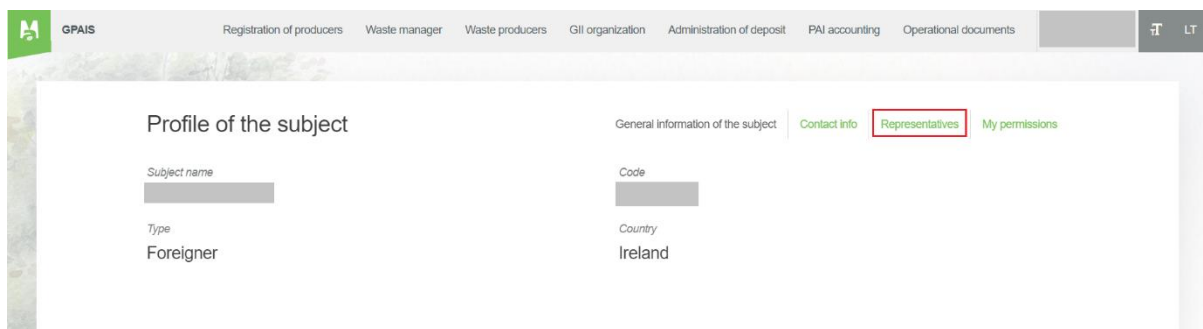 GPAIS Registration of producers Waste manager Waste producers GII organization Administration of deposit PAI accounting Operational documents LT
Profile of the subject General information of the subject Contact info Representatives My permissions
Subject name Code
Type Country
Foreigner Ireland